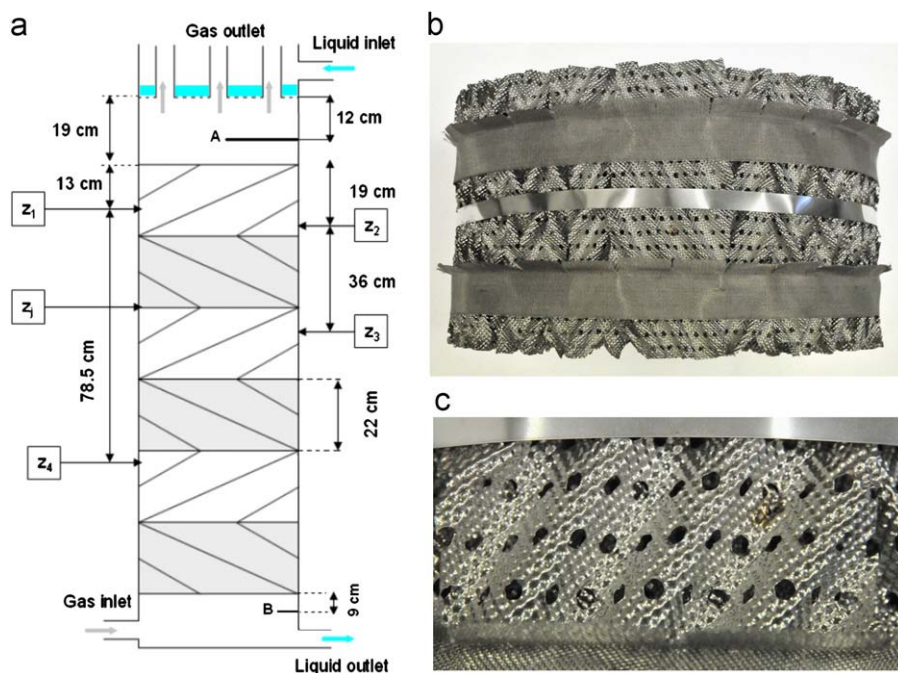 a
Gas outlet
Liquid inlet
19 cm
12 cm
A
13 cm
19 cm
z1
z2
36 cm
zj
z3
78.5 cm
22 cm
z4
Gas inlet
B
9 cm
Liquid outlet
b
c